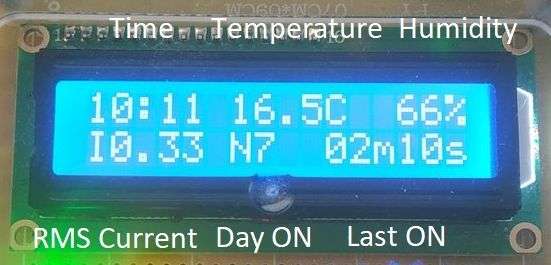 Time Temperature Humidity
10:11 16.5C 66%
I0.33 N7 02m10s
RMS Current Day ON Last ON